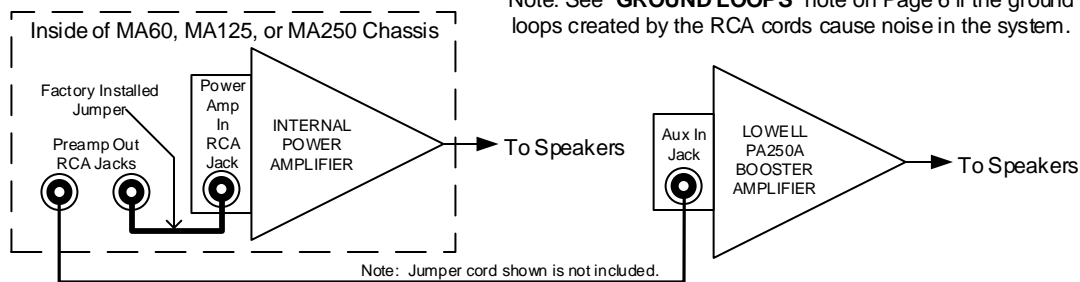 Note: See "GROUND LOOPS" note on Page 6 if the ground
loops created by the RCA cords cause noise in the system.
Inside of MA60, MA125, or MA250 Chassis
Factory Installed
Jumper
Preamp Out
RCA Jacks
Power
Amp
In
RCA
Jack
INTERNAL
POWER
AMPLIFIER
To Speakers
Aux In
Jack
LOWELL
PA250A
BOOSTER
AMPLIFIER
To Speakers
Note: Jumper cord shown is not included.